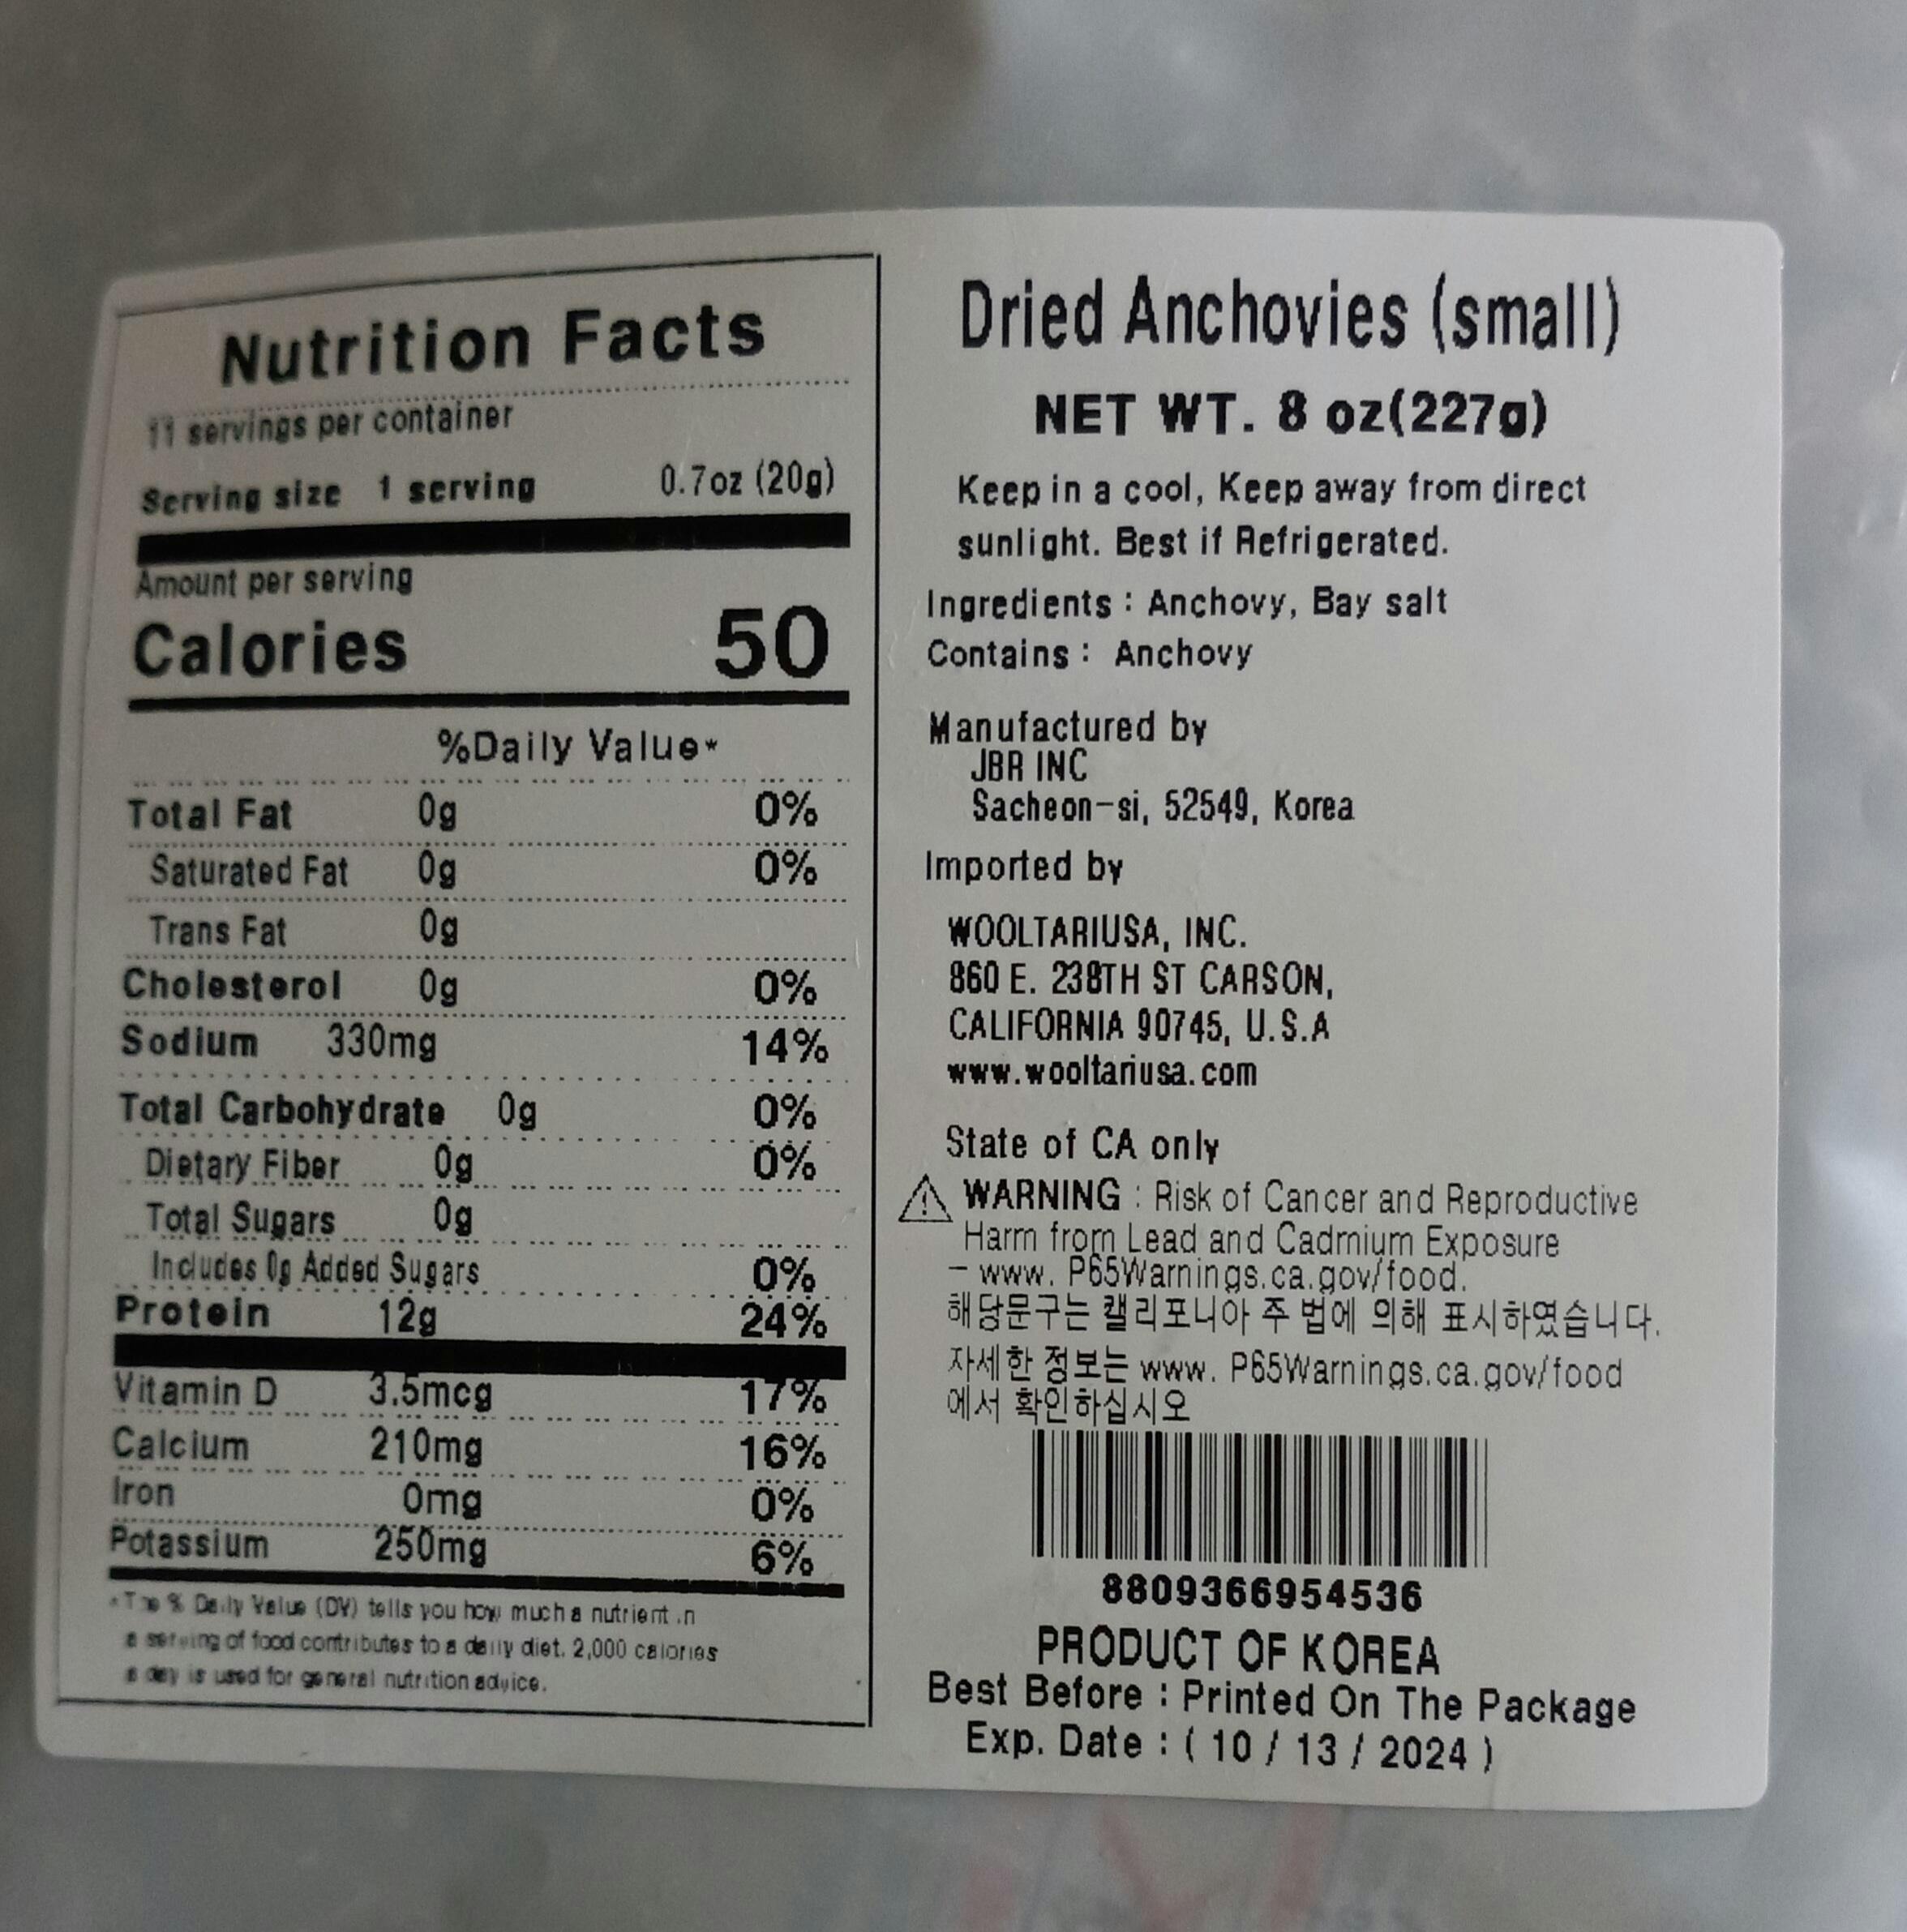 Nutrition Facts
11 servings per container
Serving size 1 serving 0.7oz (20g)
Amount per serving
Calories 50
%Daily Value*
Total Fat 0g 0%
Saturated Fat 0g 0%
Trans Fat 0g
Cholesterol 0g 0%
Sodium 330mg 14%
Total Carbohydrate 0g 0%
Dietary Fiber 0g 0%
Total Sugars 0g
Includes 0g Added Sugars 0%
Protein 12g 24%
Vitamin D 3.5mcg 17%
Calcium 210mg 16%
Iron 0mg 0%
Potassium 250mg 6%
*The % Daily Value (DV) tells you how much a nutrient in
a serving of food contributes to a daily diet. 2,000 calories
a day is used for general nutrition advice.
Dried Anchovies (small)
NET WT. 8 oz(227g)
Keep in a cool, Keep away from direct
sunlight. Best if Refrigerated.
Ingredients : Anchovy, Bay salt
Contains : Anchovy
Manufactured by
JBR INC
Sacheon-si, 52549, Korea
Imported by
WOOLTARIUSA, INC.
860 E. 238TH ST CARSON,
CALIFORNIA 90745, U.S.A
www.wooltariusa.com
State of CA only
WARNING : Risk of Cancer and Reproductive
Harm from Lead and Cadmium Exposure
- www. P65Warnings.ca.gov/food.
해당문구는 캘리포니아 주 법에 의해 표시하였습니다.
자세한 정보는 www. P65Warnings.ca.gov/food
에서 확인하십시오
8809366954536
PRODUCT OF KOREA
Best Before : Printed On The Package
Exp. Date : ( 10 / 13 / 2024 )